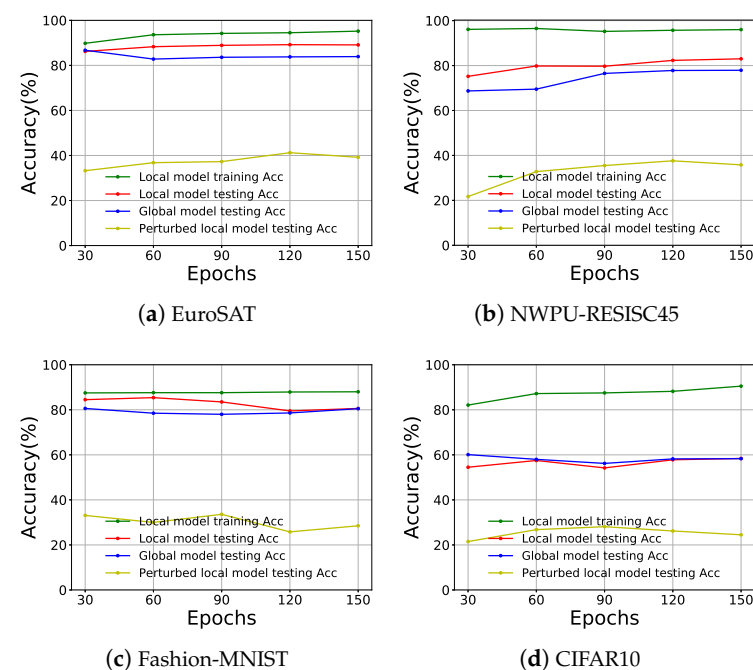 100
80
60
40
20
0
Accuracy(%)
Local model training Acc
Local model testing Acc
Global model testing Acc
Perturbed local model testing Acc
30 60 90 120 150
Epochs
(a) EuroSAT
100
80
60
40
20
0
Accuracy(%)
Local model training Acc
Local model testing Acc
Global model testing Acc
Perturbed local model testing Acc
30 60 90 120 150
Epochs
(b) NWPU-RESISC45
100
80
60
40
20
0
Accuracy(%)
Local model training Acc
Local model testing Acc
Global model testing Acc
Perturbed local model testing Acc
30 60 90 120 150
Epochs
(c) Fashion-MNIST
100
80
60
40
20
0
Accuracy(%)
Local model training Acc
Local model testing Acc
Global model testing Acc
Perturbed local model testing Acc
30 60 90 120 150
Epochs
(d) CIFAR10